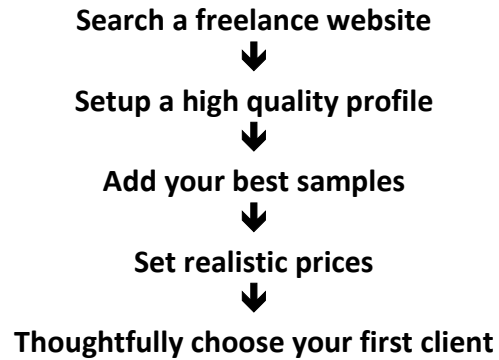 Search a freelance website
Setup a high quality profile
Add your best samples
Set realistic prices
Thoughtfully choose your first client